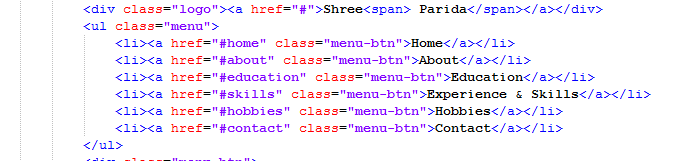 <div class="logo"><a href="#">Shree<span> Parida</span></a></div>
<ul class="menu">
<li><a href="#home" class="menu-btn">Home</a></li>
<li><a href="#about" class="menu-btn">About</a></li>
<li><a href="#education" class="menu-btn">Education</a></li>
<li><a href="#skills" class="menu-btn">Experience & Skills</a></li>
<li><a href="#hobbies" class="menu-btn">Hobbies</a></li>
<li><a href="#contact" class="menu-btn">Contact</a></li>
</ul>
<div class="menu-btn">